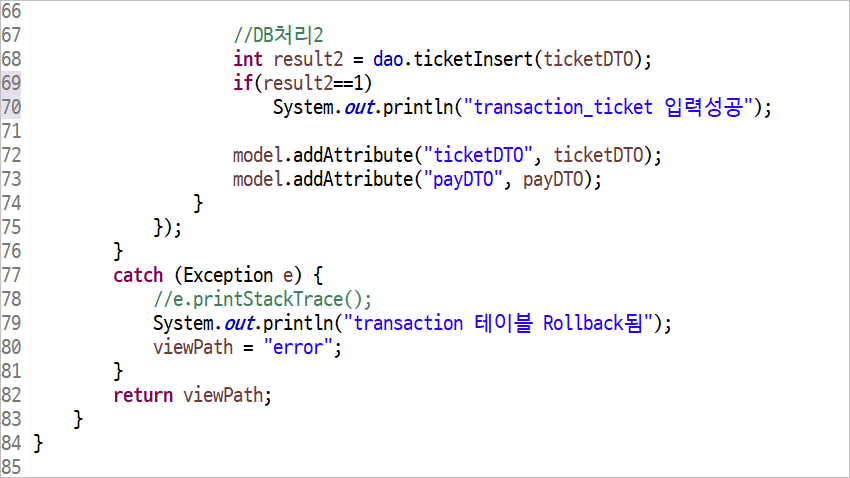 66
67 //DB처리2
68 int result2 = dao.ticketInsert(ticketDTO);
69 if(result2==1)
70 System.out.println("transaction_ticket 입력성공");
71
72 model.addAttribute("ticketDTO", ticketDTO);
73 model.addAttribute("payDTO", payDTO);
74 }
75 });
76 }
77 catch (Exception e) {
78 //e.printStackTrace();
79 System.out.println("transaction 테이블 Rollback됨");
80 viewPath = "error";
81 }
82 return viewPath;
83 }
84 }
85